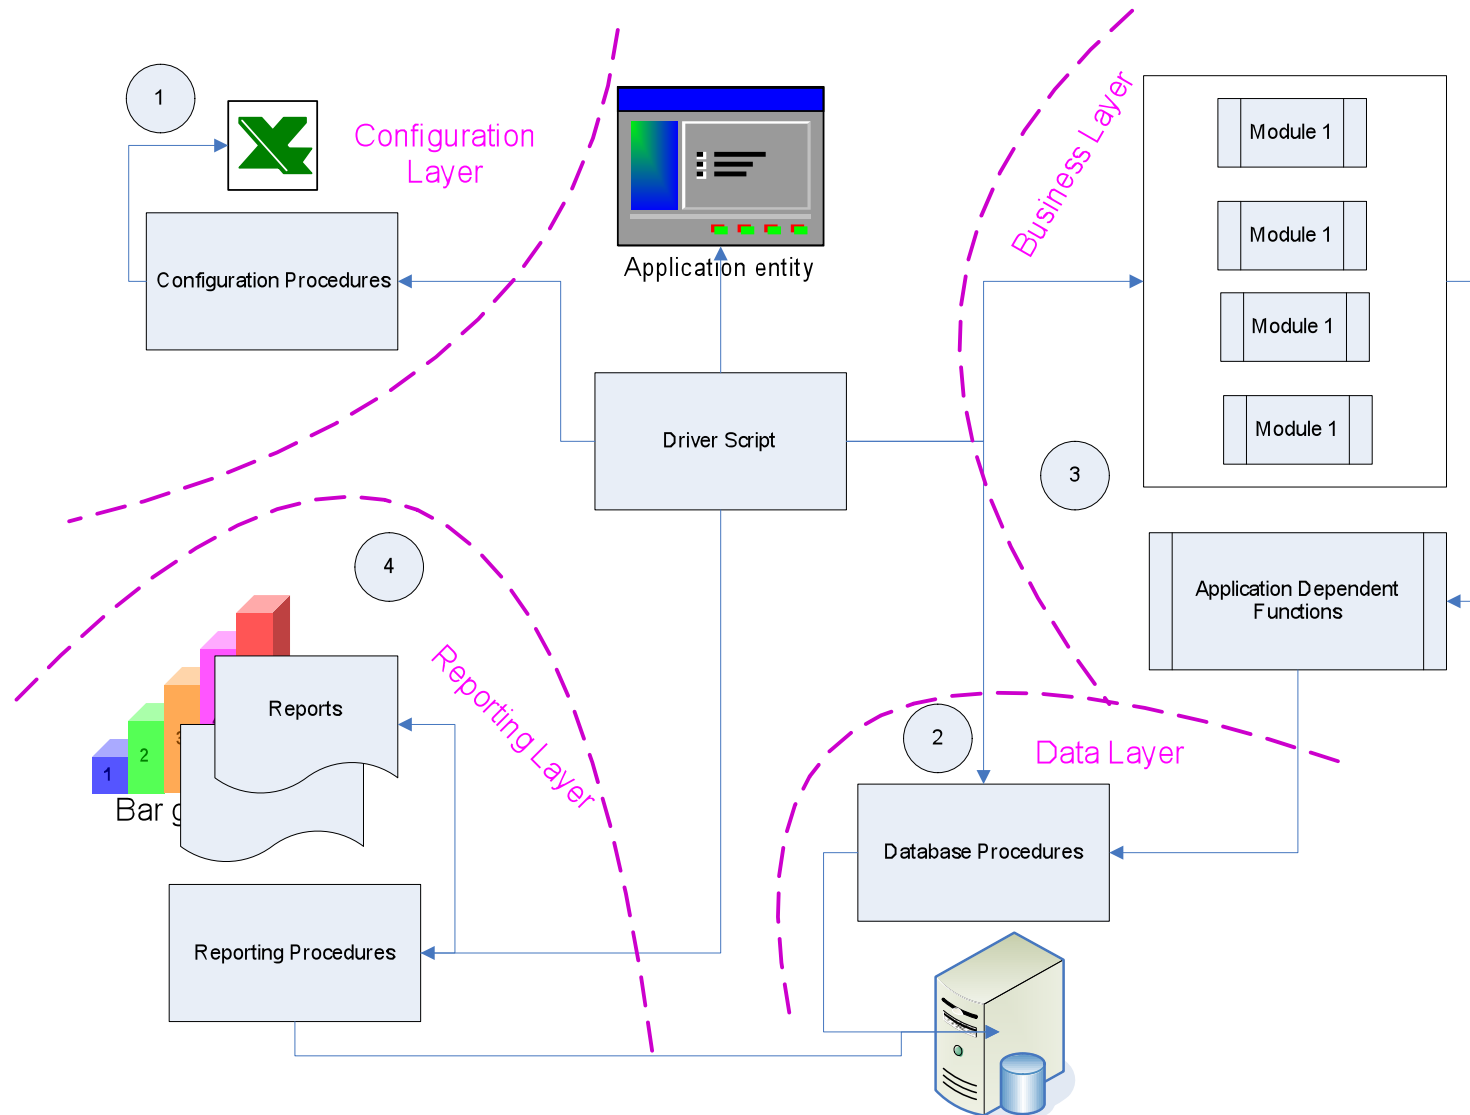 1
Configuration
Layer
Configuration Procedures
Application entity
Business Layer
Module 1
Module 1
Module 1
Module 1
Driver Script
3
Application Dependent
Functions
4
Reporting Layer
Reports
1
2
3
Bar g
Reporting Procedures
2
Data Layer
Database Procedures